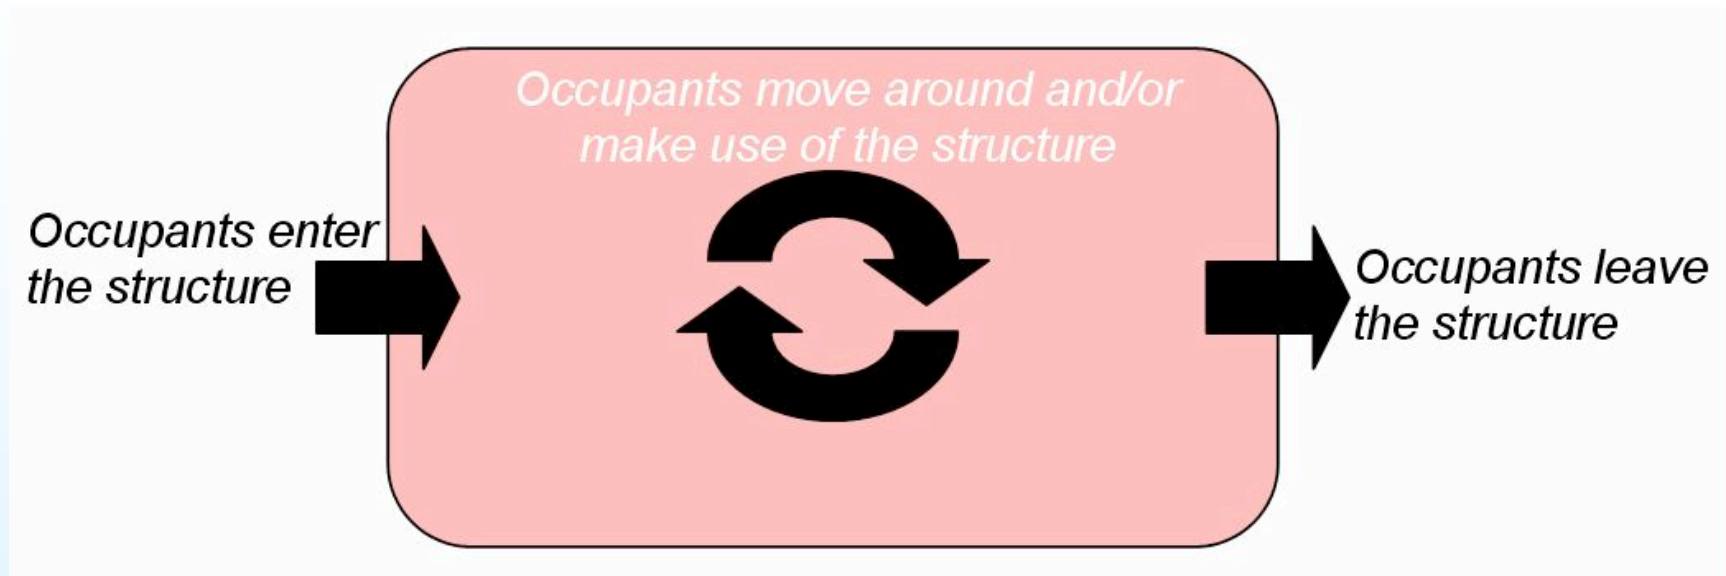 Occupants move around and/or
make use of the structure
Occupants enter
the structure
Occupants leave
the structure